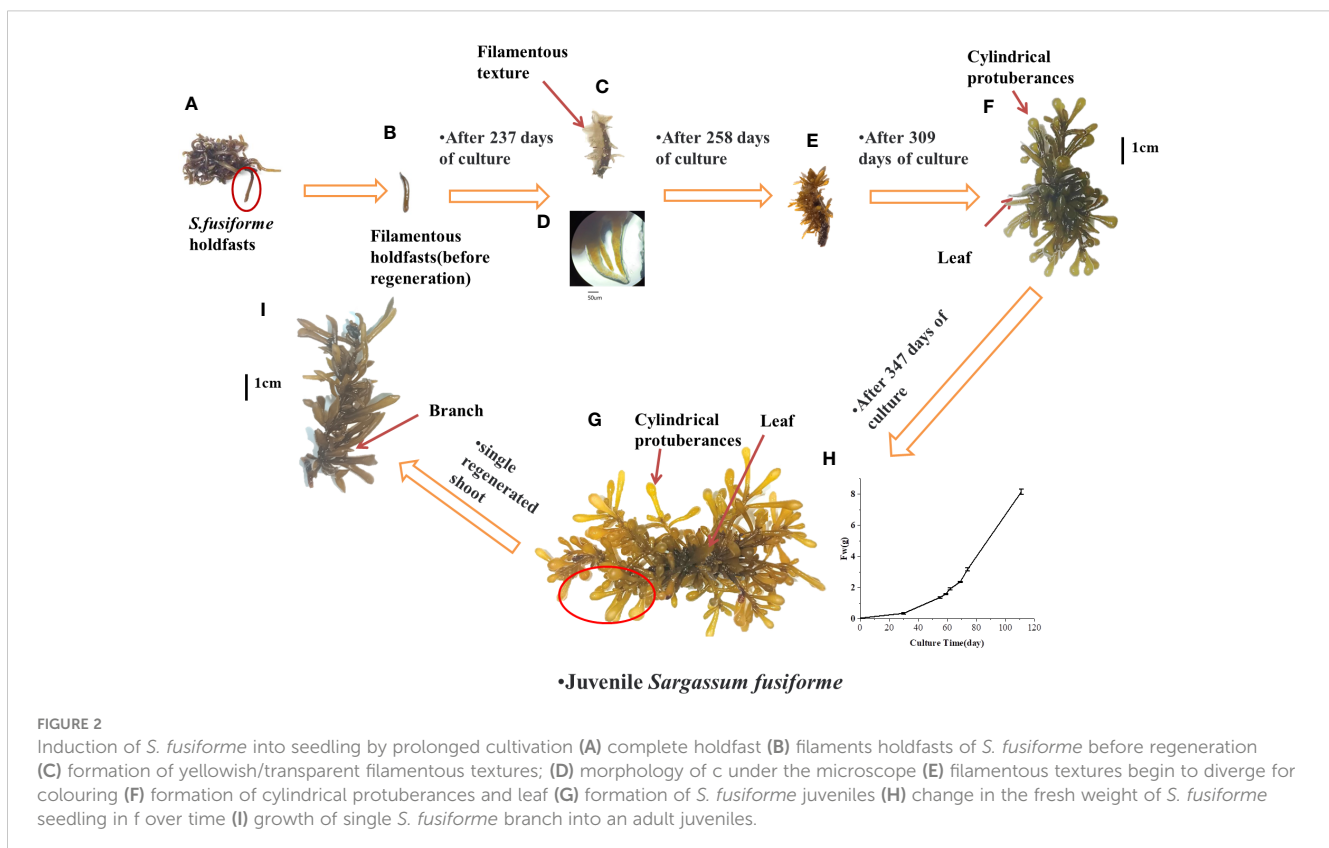 A
S.fusiforme
holdfasts
B
Filamentous
holdfasts(before
regeneration)
•After 237 days
of culture
Filamentous
texture
C
D
50um
•After 258 days
of culture
E
•After 309
days of culture
Cylindrical
protuberances
F
1cm
Leaf
•After 347 days of
culture
H
Fw(g)
8
6
4
2
0
0 20 40 60 80 100 120
Culture Time(day)
G
Cylindrical
protuberances
Leaf
•single
regenerated
shoot
I
1cm
Branch
•Juvenile Sargassum fusiforme
FIGURE 2
Induction of S. fusiforme into seedling by prolonged cultivation (A) complete holdfast (B) filaments holdfasts of S. fusiforme before regeneration
(C) formation of yellowish/transparent filamentous textures; (D) morphology of c under the microscope (E) filamentous textures begin to diverge for
colouring (F) formation of cylindrical protuberances and leaf (G) formation of S. fusiforme juveniles (H) change in the fresh weight of S. fusiforme
seedling in f over time (I) growth of single S. fusiforme branch into an adult juveniles.